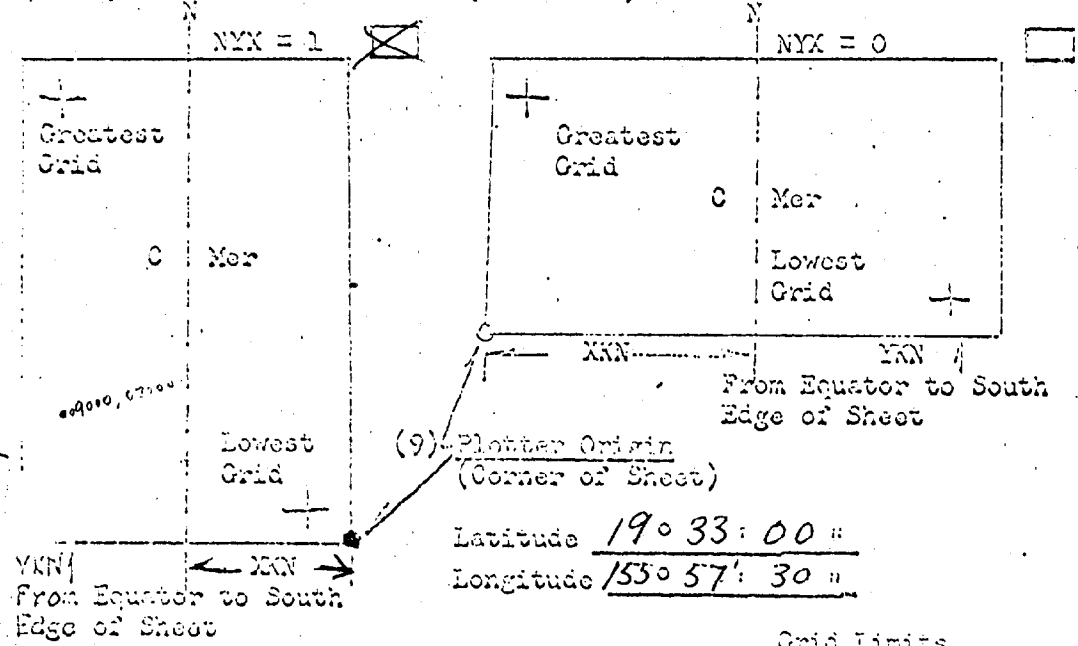 N
NYX = 1
Greatest
Grid
C Mer
Lowest
Grid
YKN
XKN
From Equator to South
Edge of Sheet
N
NYX = 0
Greatest
Grid
C Mer
Lowest
Grid
XKN
YKN
From Equator to South
Edge of Sheet
(9) Plotter Origin
(Corner of Sheet)
Latitude 19° 33' 00"
Longitude 155° 57' 30"
Grid Limits